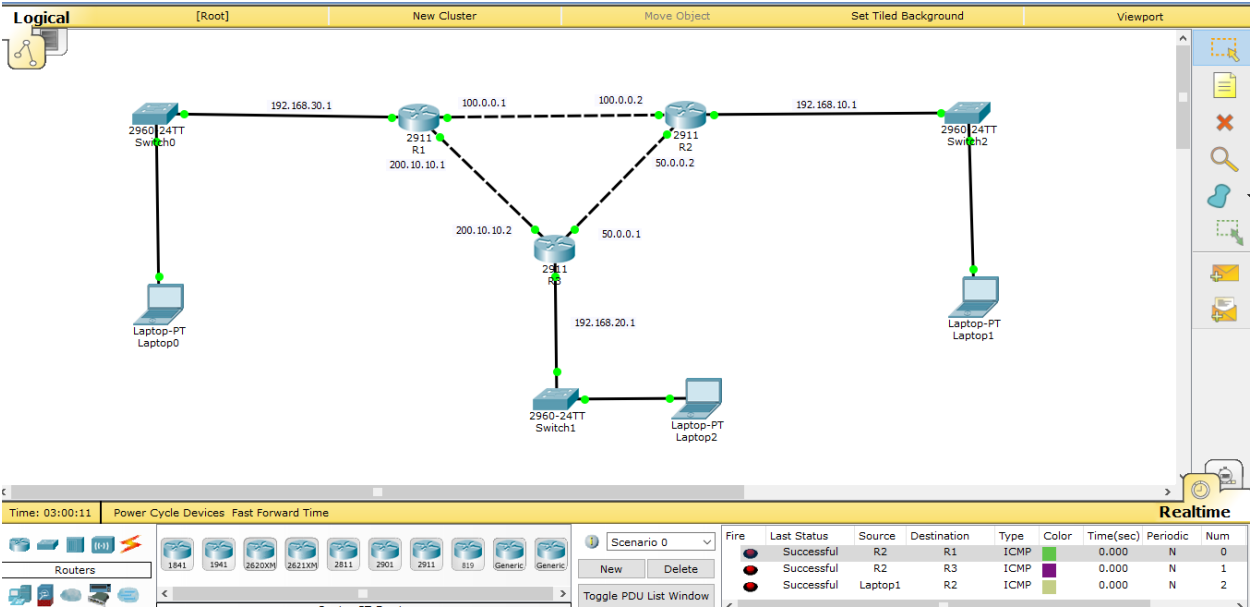 Logical [Root] New Cluster Move Object Set Tiled Background Viewport
192.168.30.1 100.0.0.1 100.0.0.2 192.168.10.1
2960-24TT
Switch0
2911
R1
2911
R2
2960-24TT
Switch2
200.10.10.1
50.0.0.2
200.10.10.2
50.0.0.1
2911
R3
192.168.20.1
Laptop-PT
Laptop0
Laptop-PT
Laptop1
2960-24TT
Switch1
Laptop-PT
Laptop2
Time: 03:00:11 Power Cycle Devices Fast Forward Time Realtime
Routers
1841 1941 2620XM 2621XM 2811 2901 2911 819 Generic Generic
Scenario 0
New Delete
Toggle PDU List Window
Fire Last Status Source Destination Type Color Time(sec) Periodic Num
Successful R2 R1 ICMP 0.000 N 0
Successful R2 R3 ICMP 0.000 N 1
Successful Laptop1 R2 ICMP 0.000 N 2